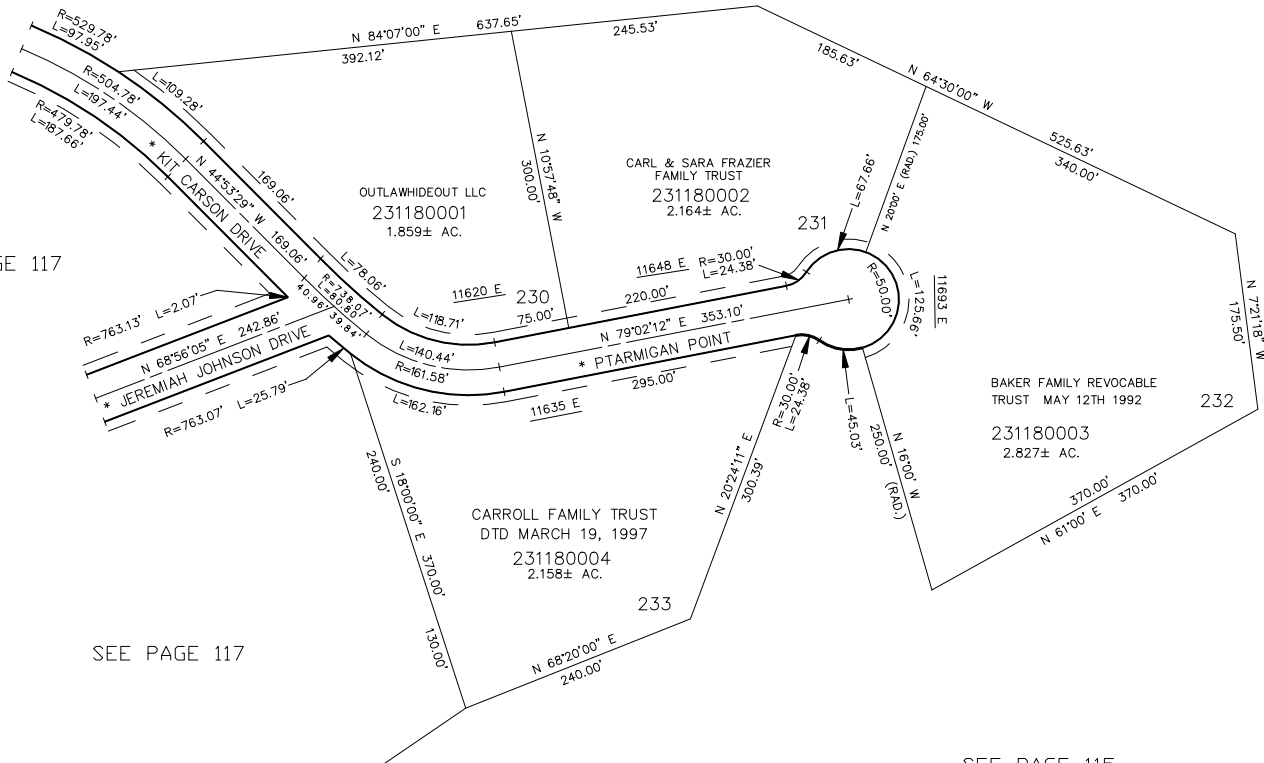 R=529.78'
L=97.95'
N 84°07'00" E
637.65'
392.12'
245.53'
185.63'
N 64°30'00" W
525.63'
340.00'
R=504.78'
L=197.44'
L=109.28'
R=479.78'
L=187.66'
* KIT CARSON DRIVE
N 44°53'29" W
169.06'
169.06'
N 10°57'48" W
300.00'
OUTLAWHIDEOUT LLC
231180001
1.859± AC.
CARL & SARA FRAZIER
FAMILY TRUST
231180002
2.164± AC.
231
L=67.66'
N 20°00' E (RAD.) 175.00'
GE 117
L=78.06'
R=738.07'
L=80.80'
40.96'
39.84'
11620 E
230
75.00'
L=118.71'
11648 E
R=30.00'
L=24.38'
220.00'
R=50.00'
L=125.66'
11693 E
N 7°21'18" W
175.50'
R=763.13'
L=2.07'
N 68°56'05" E 242.86'
* JEREMIAH JOHNSON DRIVE
R=763.07'
L=25.79'
L=140.44'
R=161.58'
L=162.16'
N 79°02'12" E 353.10'
* PTARMIGAN POINT
295.00'
11635 E
R=30.00'
L=24.38'
L=45.03'
N 16°00' W
250.00' (RAD.)
BAKER FAMILY REVOCABLE
TRUST MAY 12TH 1992
232
231180003
2.827± AC.
370.00'
370.00'
N 61°00' E
S 18°00'00" E 370.00'
240.00'
130.00'
N 20°24'11" E
300.39'
CARROLL FAMILY TRUST
DTD MARCH 19, 1997
231180004
2.158± AC.
233
N 68°20'00" E
240.00'
SEE PAGE 117
SEE PAGE 115